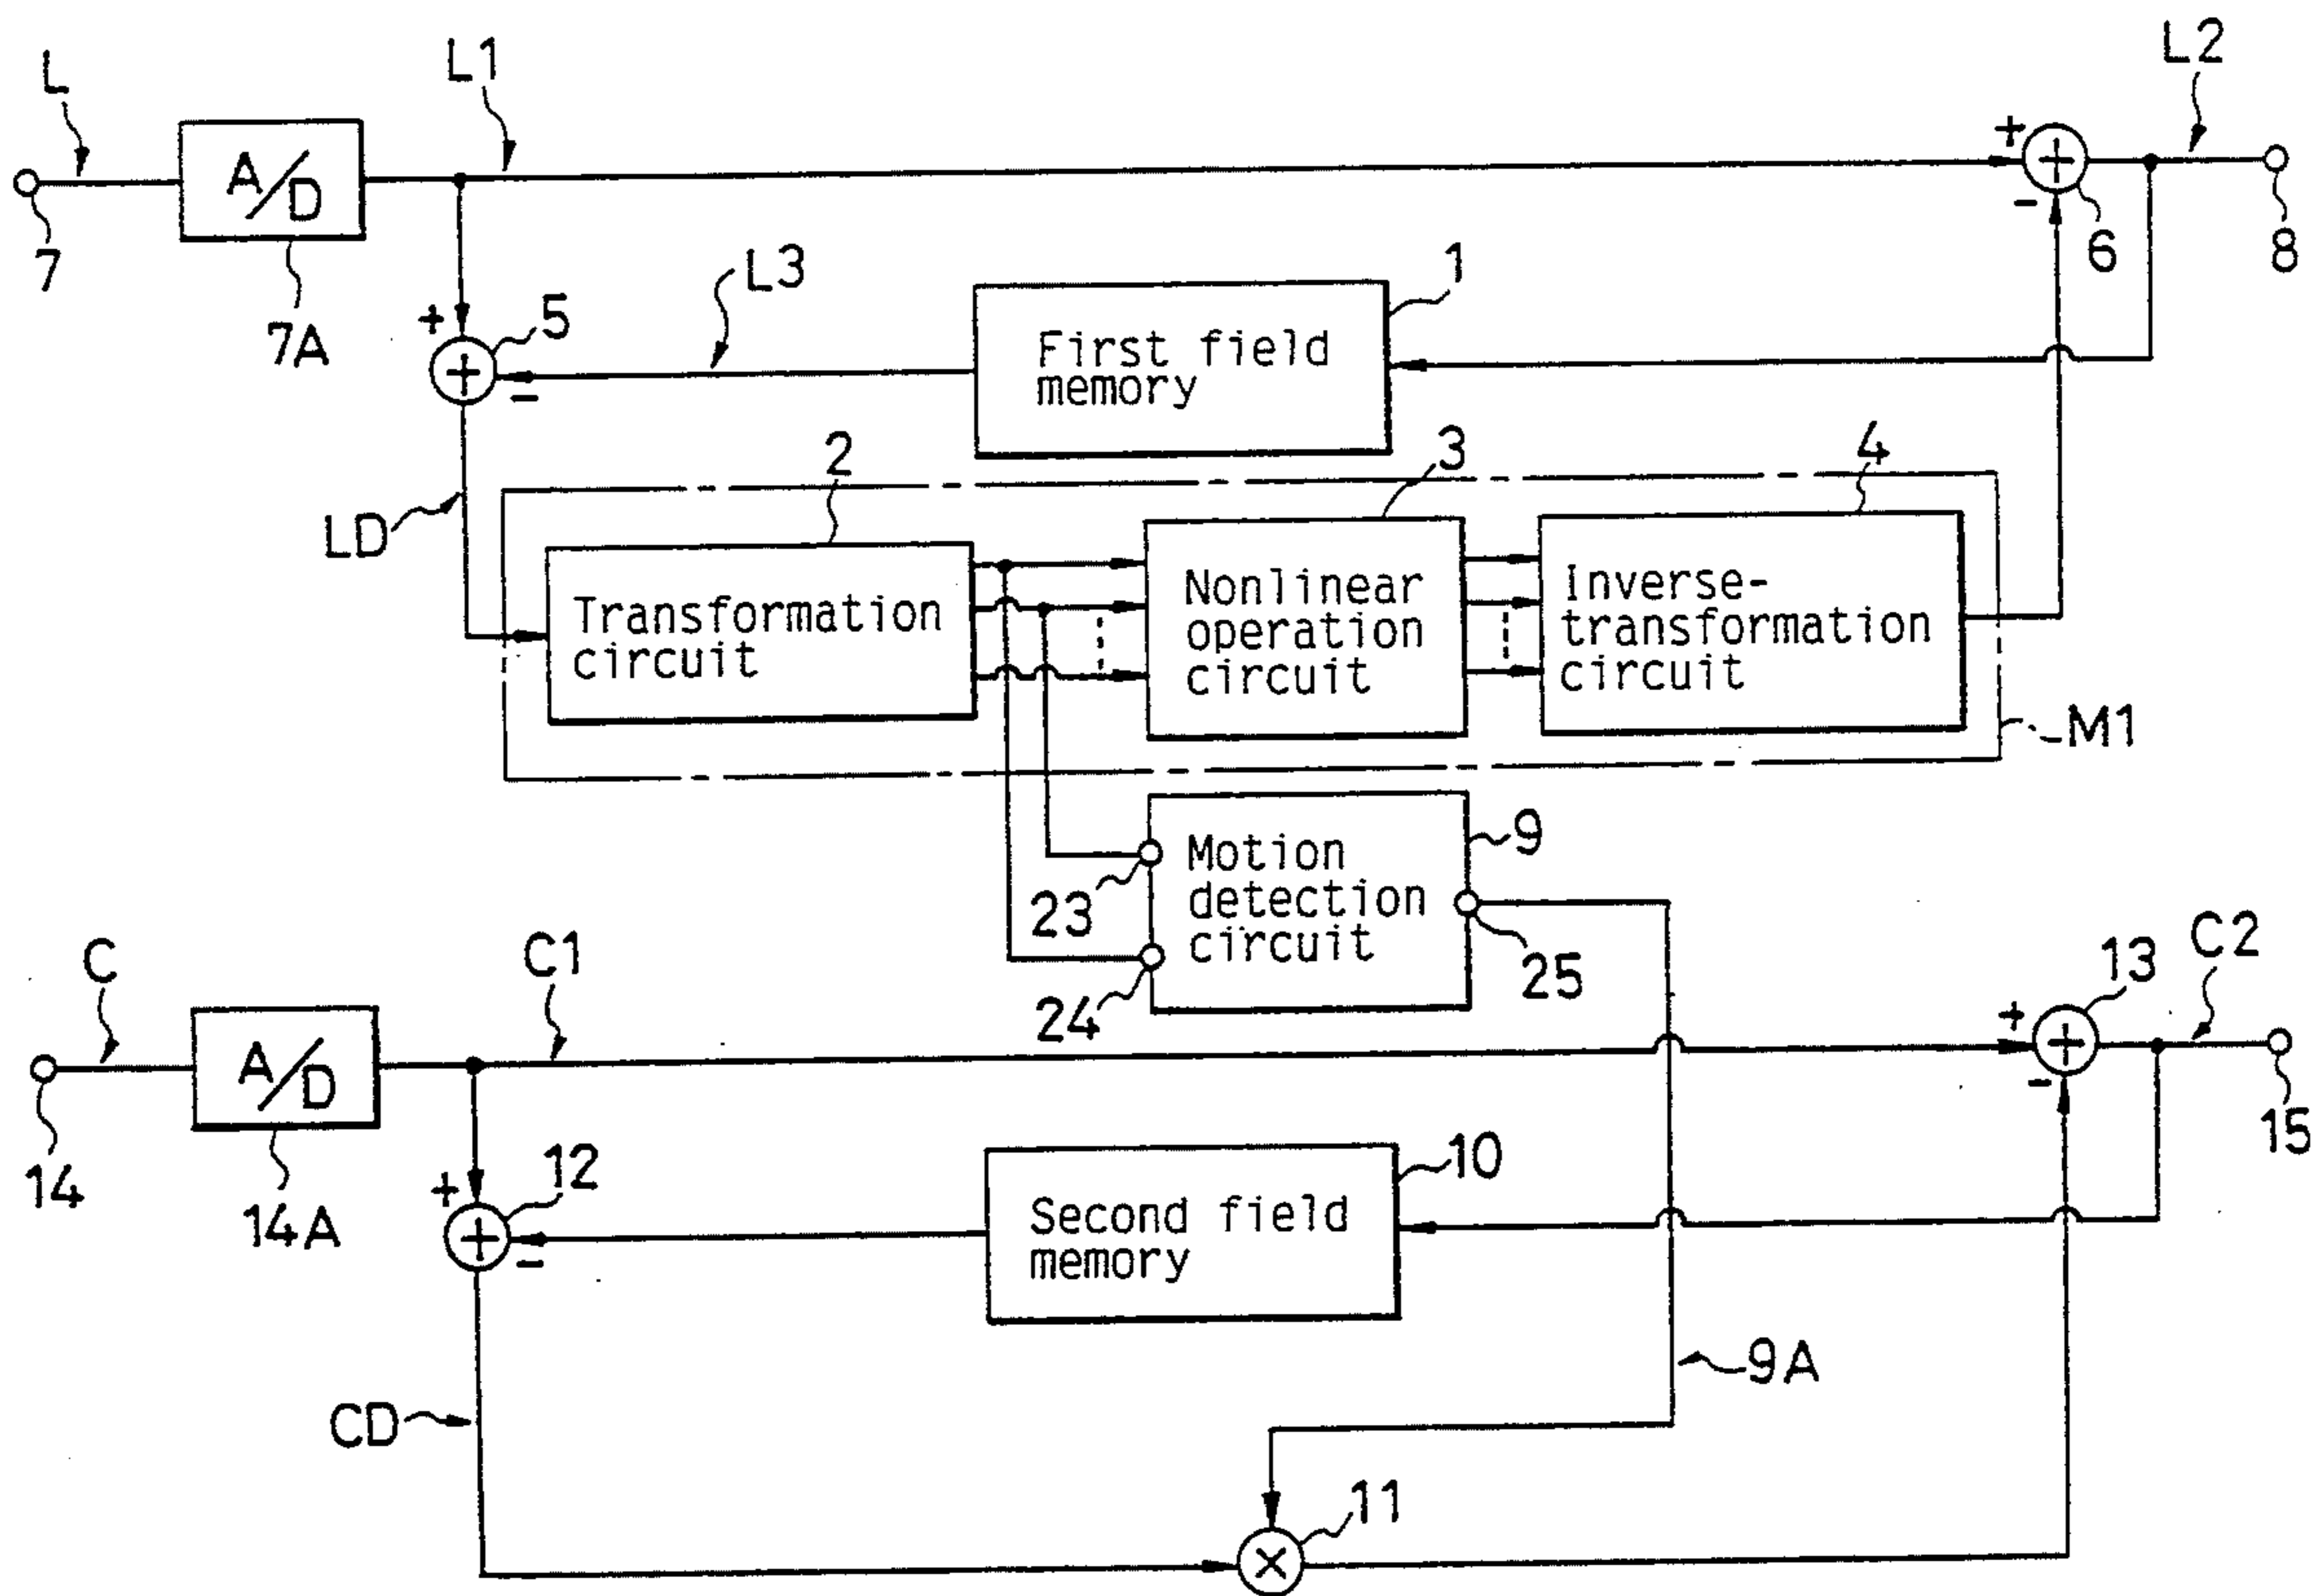 L
L1
L2
A/D
+
+
-
7
7A
L3
1
6
8
+
5
+
-
First field
memory
LD
2
3
4
Transformation
circuit
Nonlinear
operation
circuit
Inverse-
transformation
circuit
M1
9
Motion
detection
circuit
23
24
25
C
C1
13
C2
A/D
+
+
-
14
14A
15
+
12
+
-
10
Second field
memory
9A
CD
11
×